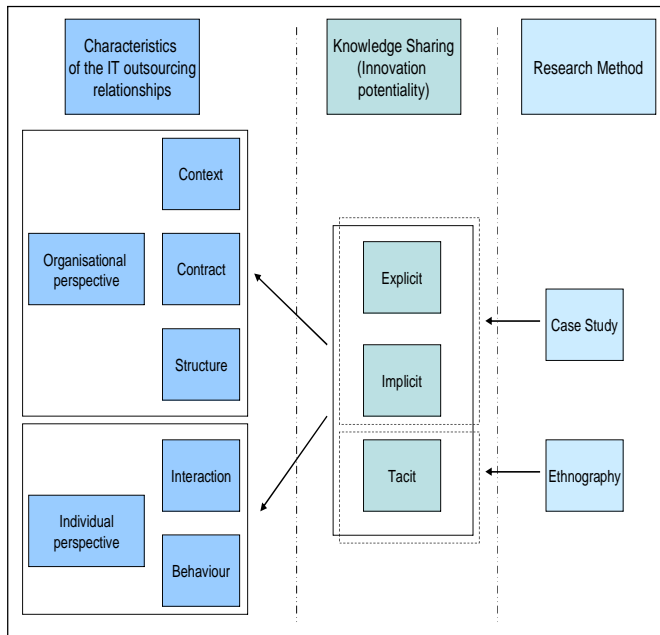 Characteristics
of the IT outsourcing
relationships
Knowledge Sharing
(Innovation
potentiality)
Research Method
Context
Organisational
perspective
Contract
Structure
Interaction
Individual
perspective
Behaviour
Explicit
Implicit
Tacit
Case Study
Ethnography